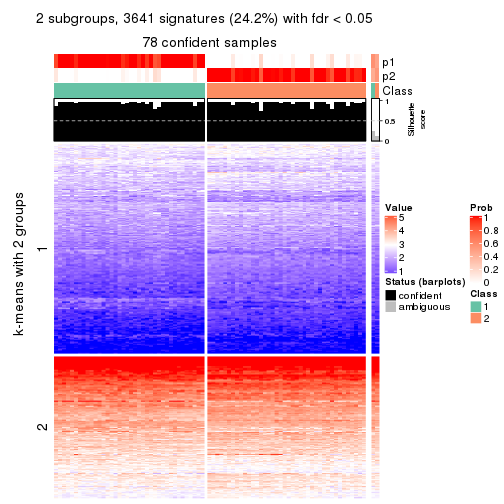 2 subgroups, 3641 signatures (24.2%) with fdr < 0.05
78 confident samples
p1
p2
Class
1
0.5
0
Silhouette
score
k-means with 2 groups
1
2
Value
5
4
3
2
1
Status (barplots)
confident
ambiguous
Prob
1
0.8
0.6
0.4
0.2
0
Class
1
2